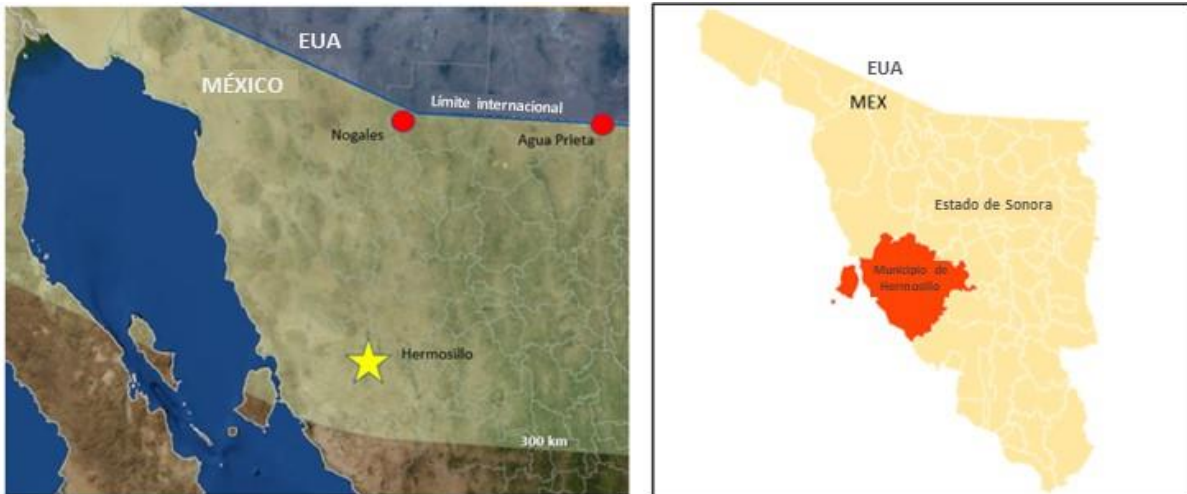 EUA
MÉXICO
Límite internacional
Nogales
Agua Prieta
Hermosillo
300 km
EUA
MEX
Estado de Sonora
Municipio de
Hermosillo